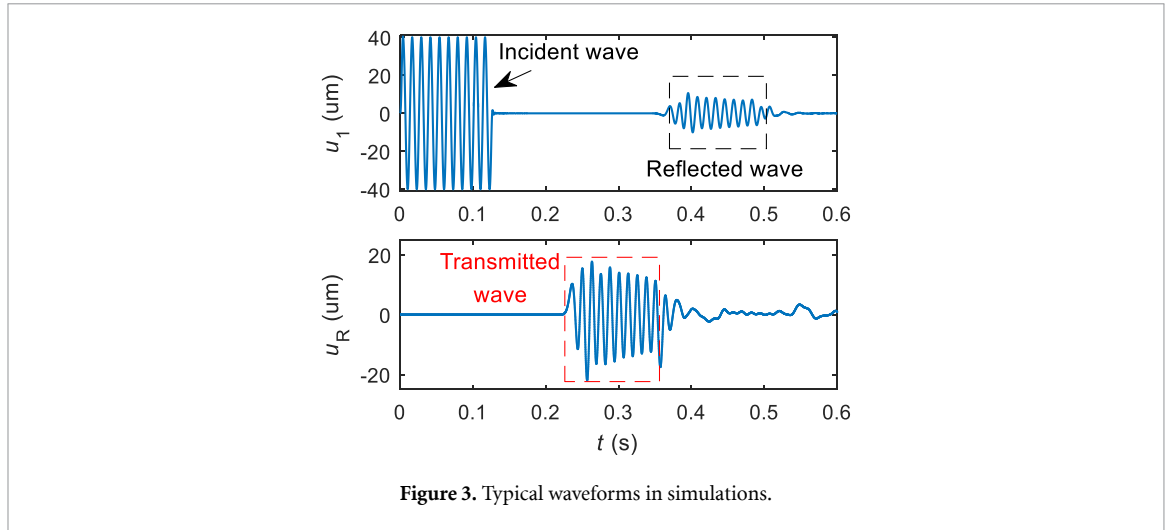 40
20
0
-20
-40
u1 (um)
Incident wave
Reflected wave
0 0.1 0.2 0.3 0.4 0.5 0.6
20
0
-20
uR (um)
Transmitted
wave
0 0.1 0.2 0.3 0.4 0.5 0.6
t (s)
Figure 3. Typical waveforms in simulations.